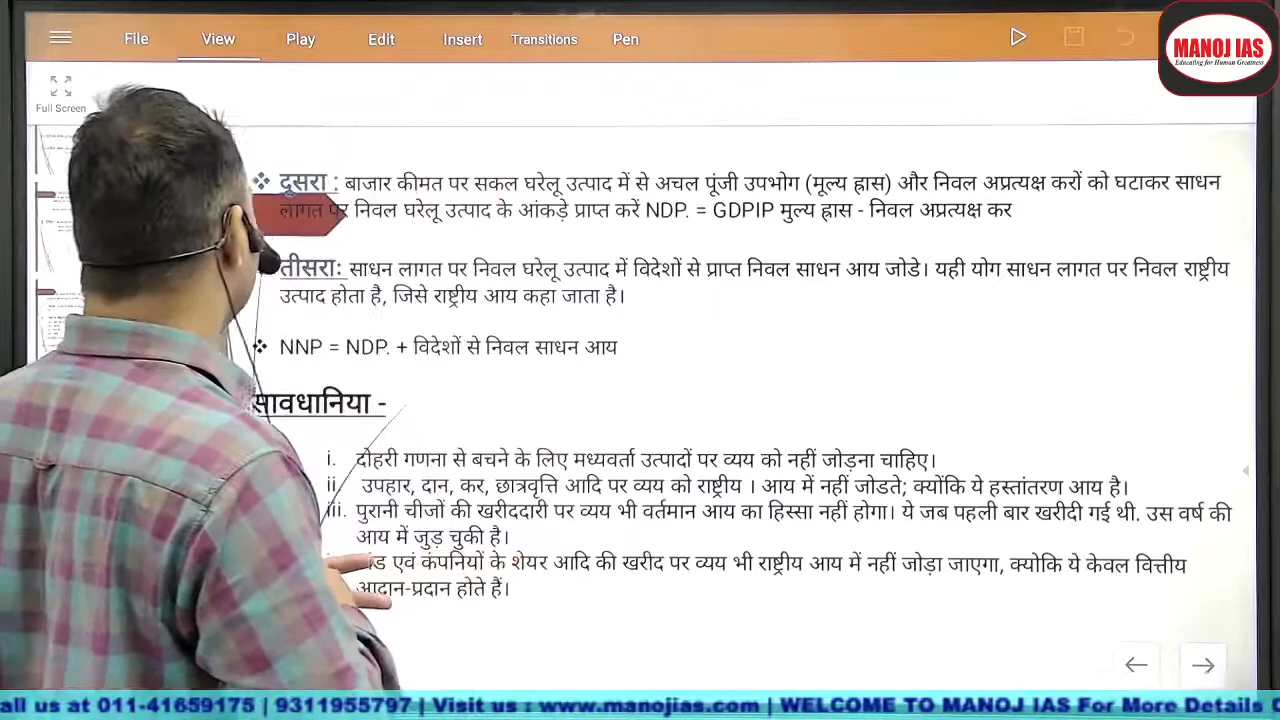 File View Play Edit Insert Transitions Pen
MANOJ IAS
Educating for Human Greatness
Full Screen
❖ दूसरा : बाजार कीमत पर सकल घरेलू उत्पाद में से अचल पूंजी उपभोग (मूल्य ह्रास) और निवल अप्रत्यक्ष करों को घटाकर साधन
लागत पर निवल घरेलू उत्पाद के आंकड़े प्राप्त करें NDP. = GDPIP मुल्य ह्रास - निवल अप्रत्यक्ष कर
तीसराः साधन लागत पर निवल घरेलू उत्पाद में विदेशों से प्राप्त निवल साधन आय जोडे। यही योग साधन लागत पर निवल राष्ट्रीय
उत्पाद होता है, जिसे राष्ट्रीय आय कहा जाता है।
❖ NNP = NDP. + विदेशों से निवल साधन आय
सावधानिया -
i. दोहरी गणना से बचने के लिए मध्यवर्ता उत्पादों पर व्यय को नहीं जोड़ना चाहिए।
ii उपहार, दान, कर, छात्रवृत्ति आदि पर व्यय को राष्ट्रीय । आय में नहीं जोडते; क्योंकि ये हस्तांतरण आय है।
iii. पुरानी चीजों की खरीददारी पर व्यय भी वर्तमान आय का हिस्सा नहीं होगा। ये जब पहली बार खरीदी गई थी. उस वर्ष की
आय में जुड़ चुकी है।
एवं कंपनियों के शेयर आदि की खरीद पर व्यय भी राष्ट्रीय आय में नहीं जोड़ा जाएगा, क्योकि ये केवल वित्तीय
आदान-प्रदान होते हैं।
all us at 011-41659175 | 9311955797 | Visit us : www.manojias.com | WELCOME TO MANOJ IAS For More Details